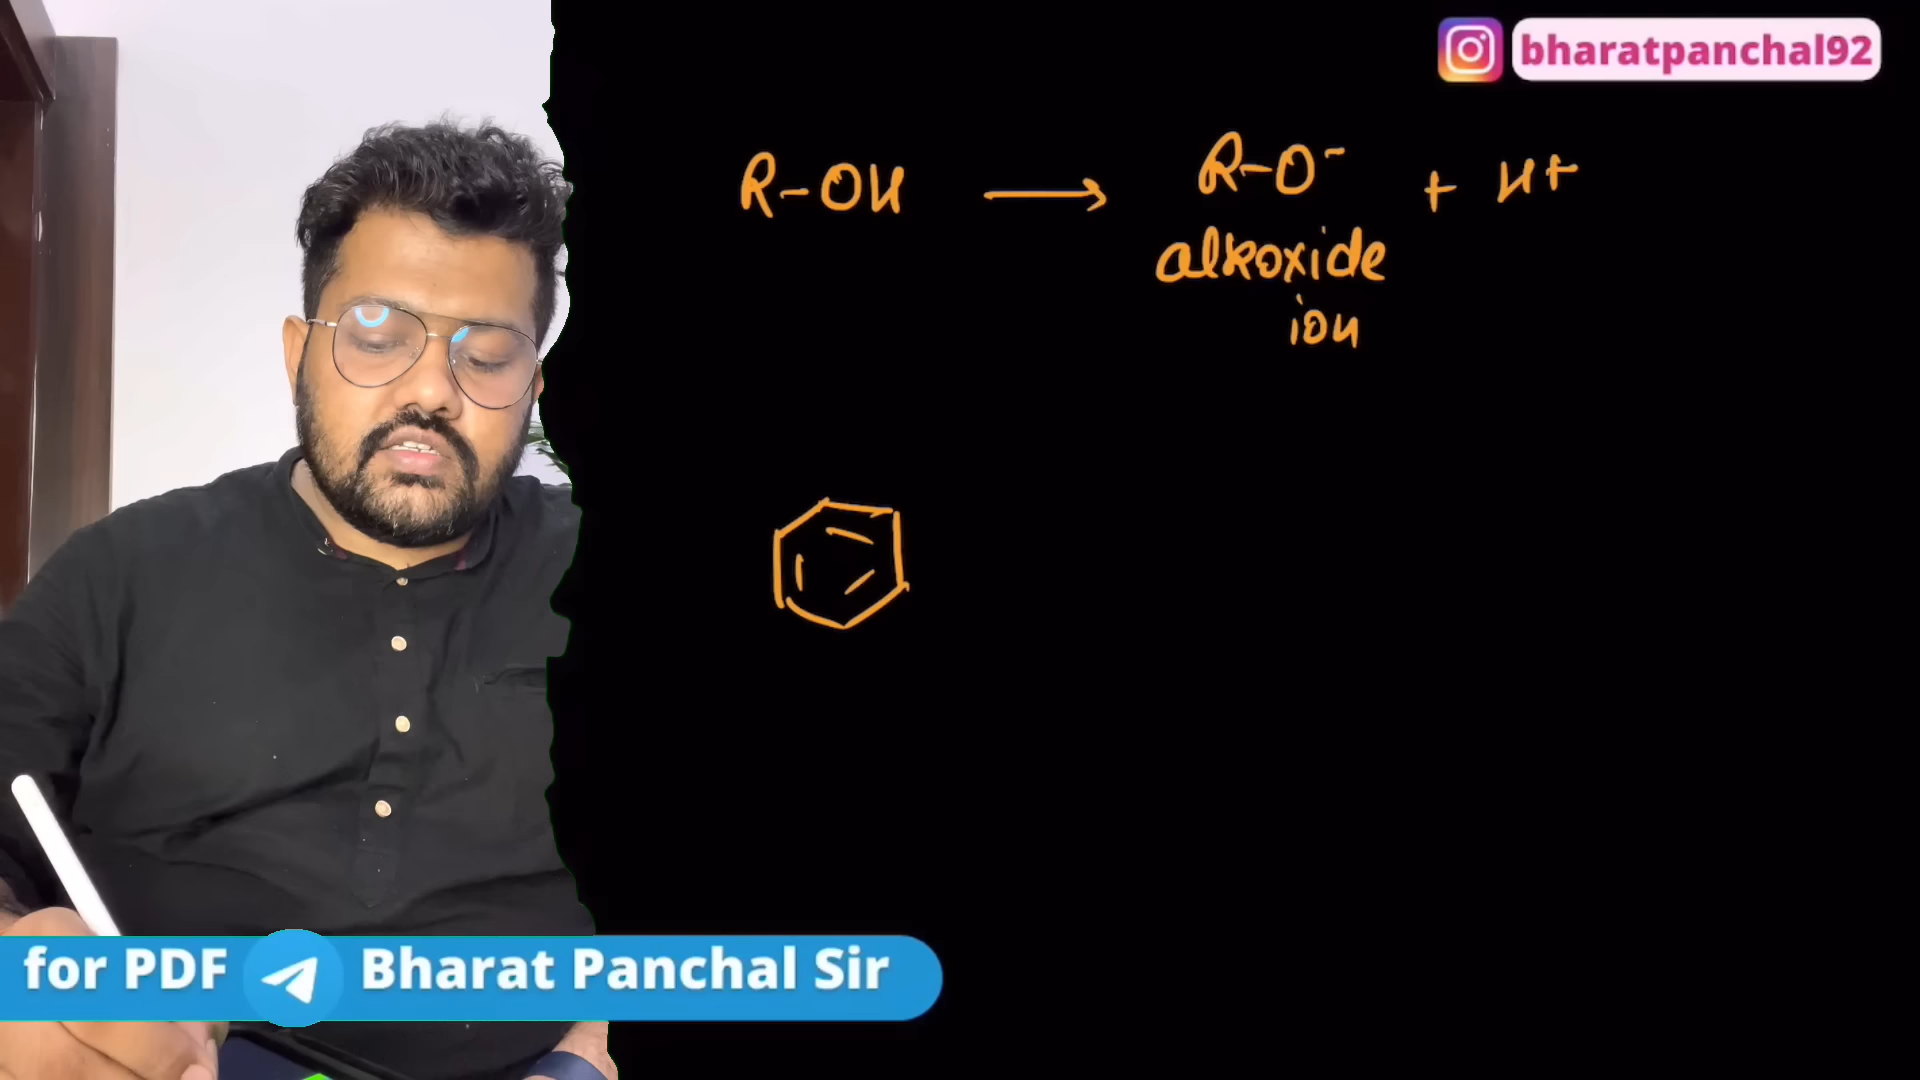 bharatpanchal92
R-OH ⟶ R-O⁻ + H+
alkoxide
ion
for PDF Bharat Panchal Sir